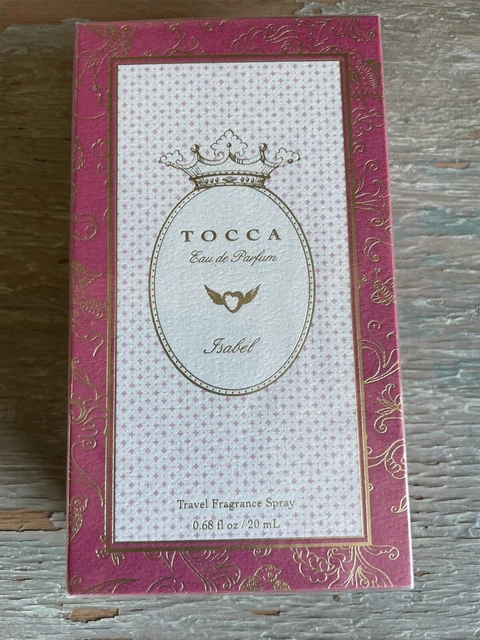 TOCCA
Eau de Parfum
Isabel
Travel Fragrance Spray
0.68 fl oz / 20 mL